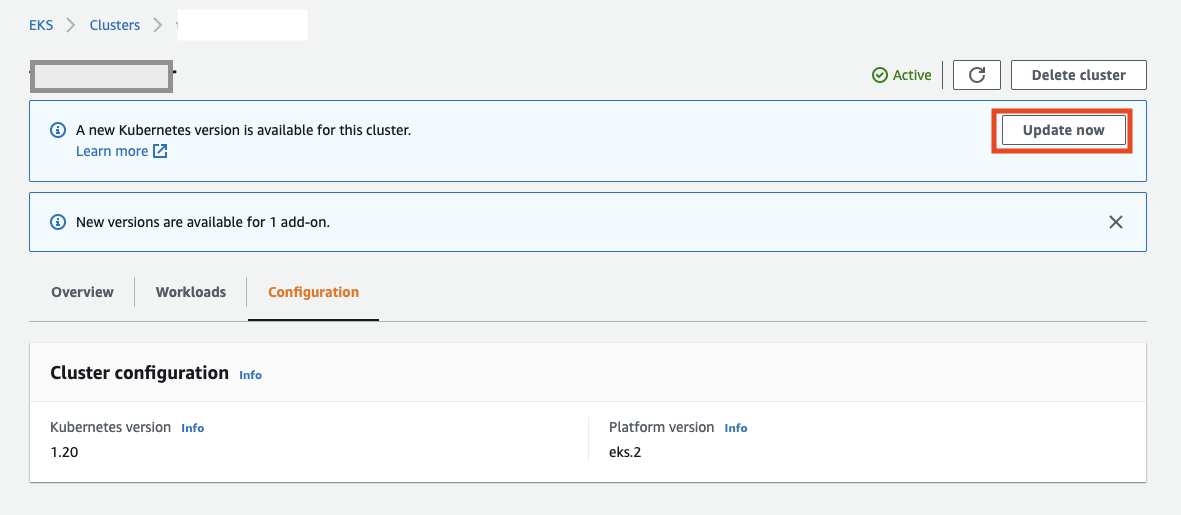 EKS > Clusters >
Active
Delete cluster
A new Kubernetes version is available for this cluster.
Update now
Learn more
New versions are available for 1 add-on.
Overview
Workloads
Configuration
Cluster configuration Info
Kubernetes version Info
Platform version Info
1.20
eks.2